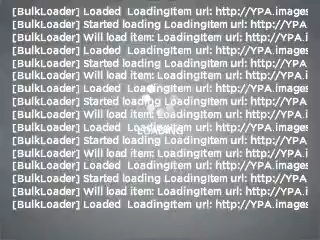 [BulkLoader] Loaded  LoadingItem url: http://YPA.images
[BulkLoader] Started loading LoadingItem url: http://YPA
[BulkLoader] Will load item: LoadingItem url: http://YPA.i
[BulkLoader] Loaded  LoadingItem url: http://YPA.images
[BulkLoader] Started loading LoadingItem url: http://YPA
[BulkLoader] Will load item: LoadingItem url: http://YPA.i
[BulkLoader] Loaded  LoadingItem url: http://YPA.images
[BulkLoader] Started loading LoadingItem url: http://YPA
[BulkLoader] Will load item: LoadingItem url: http://YPA.i
[BulkLoader] Loaded  LoadingItem url: http://YPA.images
LOADING
[BulkLoader] Started loading LoadingItem url: http://YPA
[BulkLoader] Will load item: LoadingItem url: http://YPA.i
[BulkLoader] Loaded  LoadingItem url: http://YPA.images
[BulkLoader] Started loading LoadingItem url: http://YPA
[BulkLoader] Will load item: LoadingItem url: http://YPA.i
[BulkLoader] Loaded  LoadingItem url: http://YPA.images